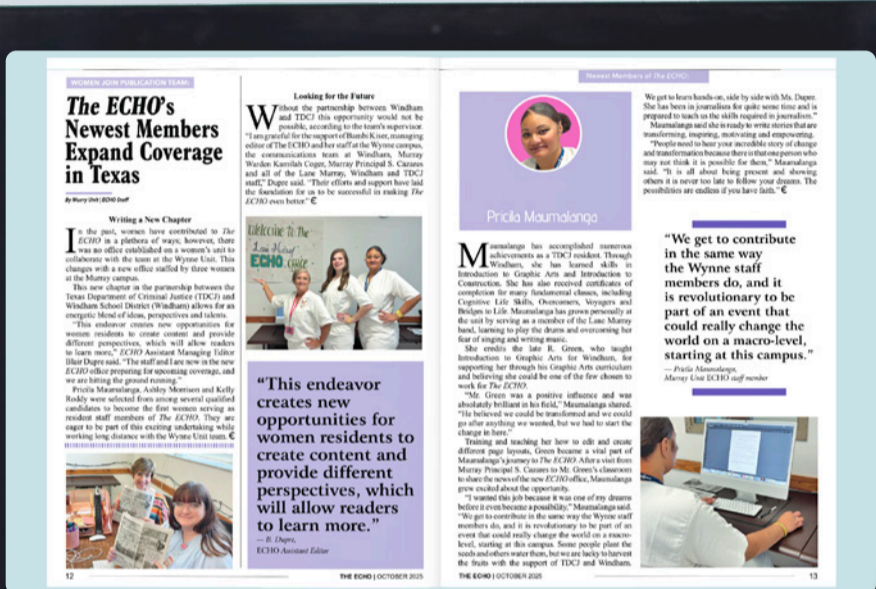 WOMEN JOIN PUBLICATION TEAM:
The ECHO's
Newest Members
Expand Coverage
in Texas
By Murry Unit | ECHO Staff
Writing a New Chapter
In the past, women have contributed to The
ECHO in a plethora of ways; however, there
was no office established on a women's unit to
collaborate with the team at the Wynne Unit. This
changes with a new office staffed by three women
at the Murray campus.
This new chapter in the partnership between the
Texas Department of Criminal Justice (TDCJ) and
Windham School District (Windham) allows for an
energetic blend of ideas, perspectives and talents.
"This endeavor creates new opportunities for
women residents to create content and provide
different perspectives, which will allow readers
to learn more," ECHO Assistant Managing Editor
Blair Dupre said. "The staff and I are now in the new
ECHO office preparing for upcoming coverage, and
we are hitting the ground running."
Pricila Maumalanga, Ashley Morrison and Kelly
Roddy were selected from among several qualified
candidates to become the first women serving as
resident staff members of The ECHO. They are
eager to be part of this exciting undertaking while
working long distance with the Wynne Unit team. €
12
Looking for the Future
Without the partnership between Windham
and TDCJ this opportunity would not be
possible, according to the team's supervisor.
"I am grateful for the support of Bambi Kiser, managing
editor of The ECHO and her staff at the Wynne campus,
the communications team at Windham, Murray
Warden Kamilah Coger, Murray Principal S. Cazares
and all of the Lane Murray, Windham and TDCJ
staff," Dupre said. "Their efforts and support have laid
the foundation for us to be successful in making The
ECHO even better." €
Welcome to The
Lane Murray
ECHO office
"This endeavor
creates new
opportunities for
women residents to
create content and
provide different
perspectives, which
will allow readers
to learn more."
— B. Dupre,
ECHO Assistant Editor
THE ECHO | OCTOBER 2025
Newest Members of The ECHO:
Pricila Maumalanga
Maumalanga has accomplished numerous
achievements as a TDCJ resident. Through
Windham, she has learned skills in
Introduction to Graphic Arts and Introduction to
Construction. She has also received certificates of
completion for many fundamental classes, including
Cognitive Life Skills, Overcomers, Voyagers and
Bridges to Life. Maumalanga has grown personally at
the unit by serving as a member of the Lane Murray
band, learning to play the drums and overcoming her
fear of singing and writing music.
She credits the late R. Green, who taught
Introduction to Graphic Arts for Windham, for
supporting her through his Graphic Arts curriculum
and believing she could be one of the few chosen to
work for The ECHO.
"Mr. Green was a positive influence and was
absolutely brilliant in his field," Maumalanga shared.
"He believed we could be transformed and we could
go after anything we wanted, but we had to start the
change in here."
Training and teaching her how to edit and create
different page layouts, Green became a vital part of
Maumalanga's journey to The ECHO. After a visit from
Murray Principal S. Cazares to Mr. Green's classroom
to share the news of the new ECHO office, Maumalanga
grew excited about the opportunity.
"I wanted this job because it was one of my dreams
before it even became a possibility," Maumalanga said.
"We get to contribute in the same way the Wynne staff
members do, and it is revolutionary to be part of an
event that could really change the world on a macro-
level, starting at this campus. Some people plant the
seeds and others water them, but we are lucky to harvest
the fruits with the support of TDCJ and Windham.
THE ECHO | OCTOBER 2025
We get to learn hands-on, side by side with Ms. Dupre.
She has been in journalism for quite some time and is
prepared to teach us the skills required in journalism."
Maumalanga said she is ready to write stories that are
transforming, inspiring, motivating and empowering.
"People need to hear your incredible story of change
and transformation because there is that one person who
may not think it is possible for them," Maumalanga
said. "It is all about being present and showing
others it is never too late to follow your dreams. The
possibilities are endless if you have faith." €
"We get to contribute
in the same way
the Wynne staff
members do, and it
is revolutionary to be
part of an event that
could really change the
world on a macro-level,
starting at this campus."
— Pricila Maumalanga,
Murray Unit ECHO staff member
13